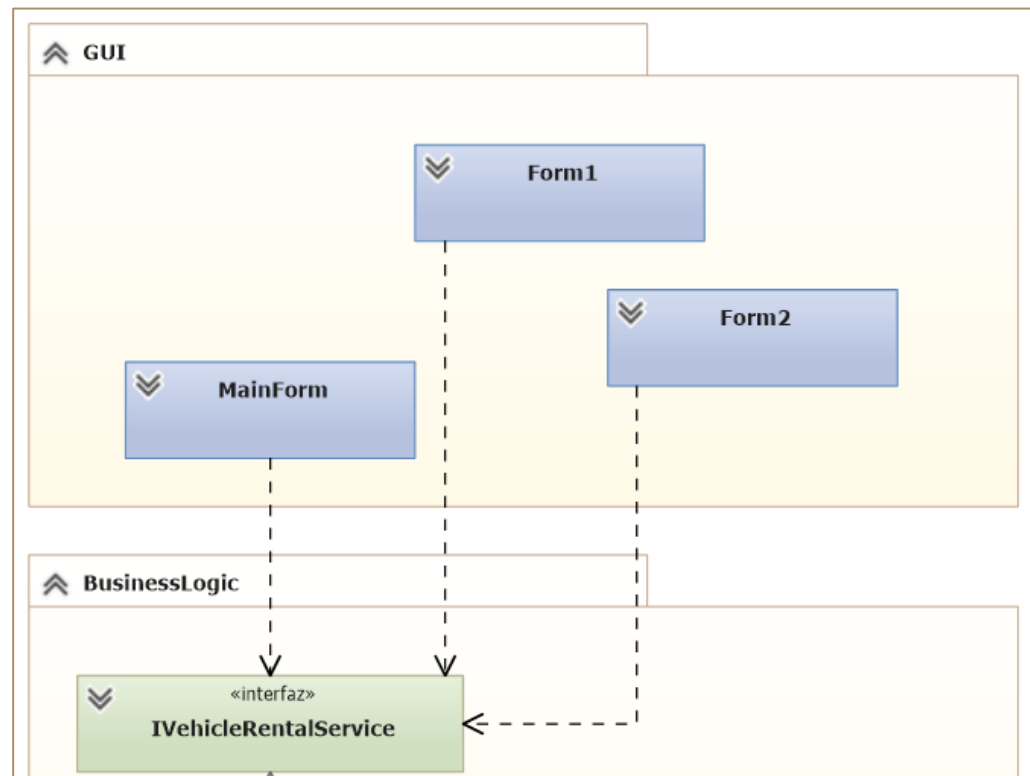 GUI
Form1
Form2
MainForm
BusinessLogic
«interfaz»
IVehicleRentalService